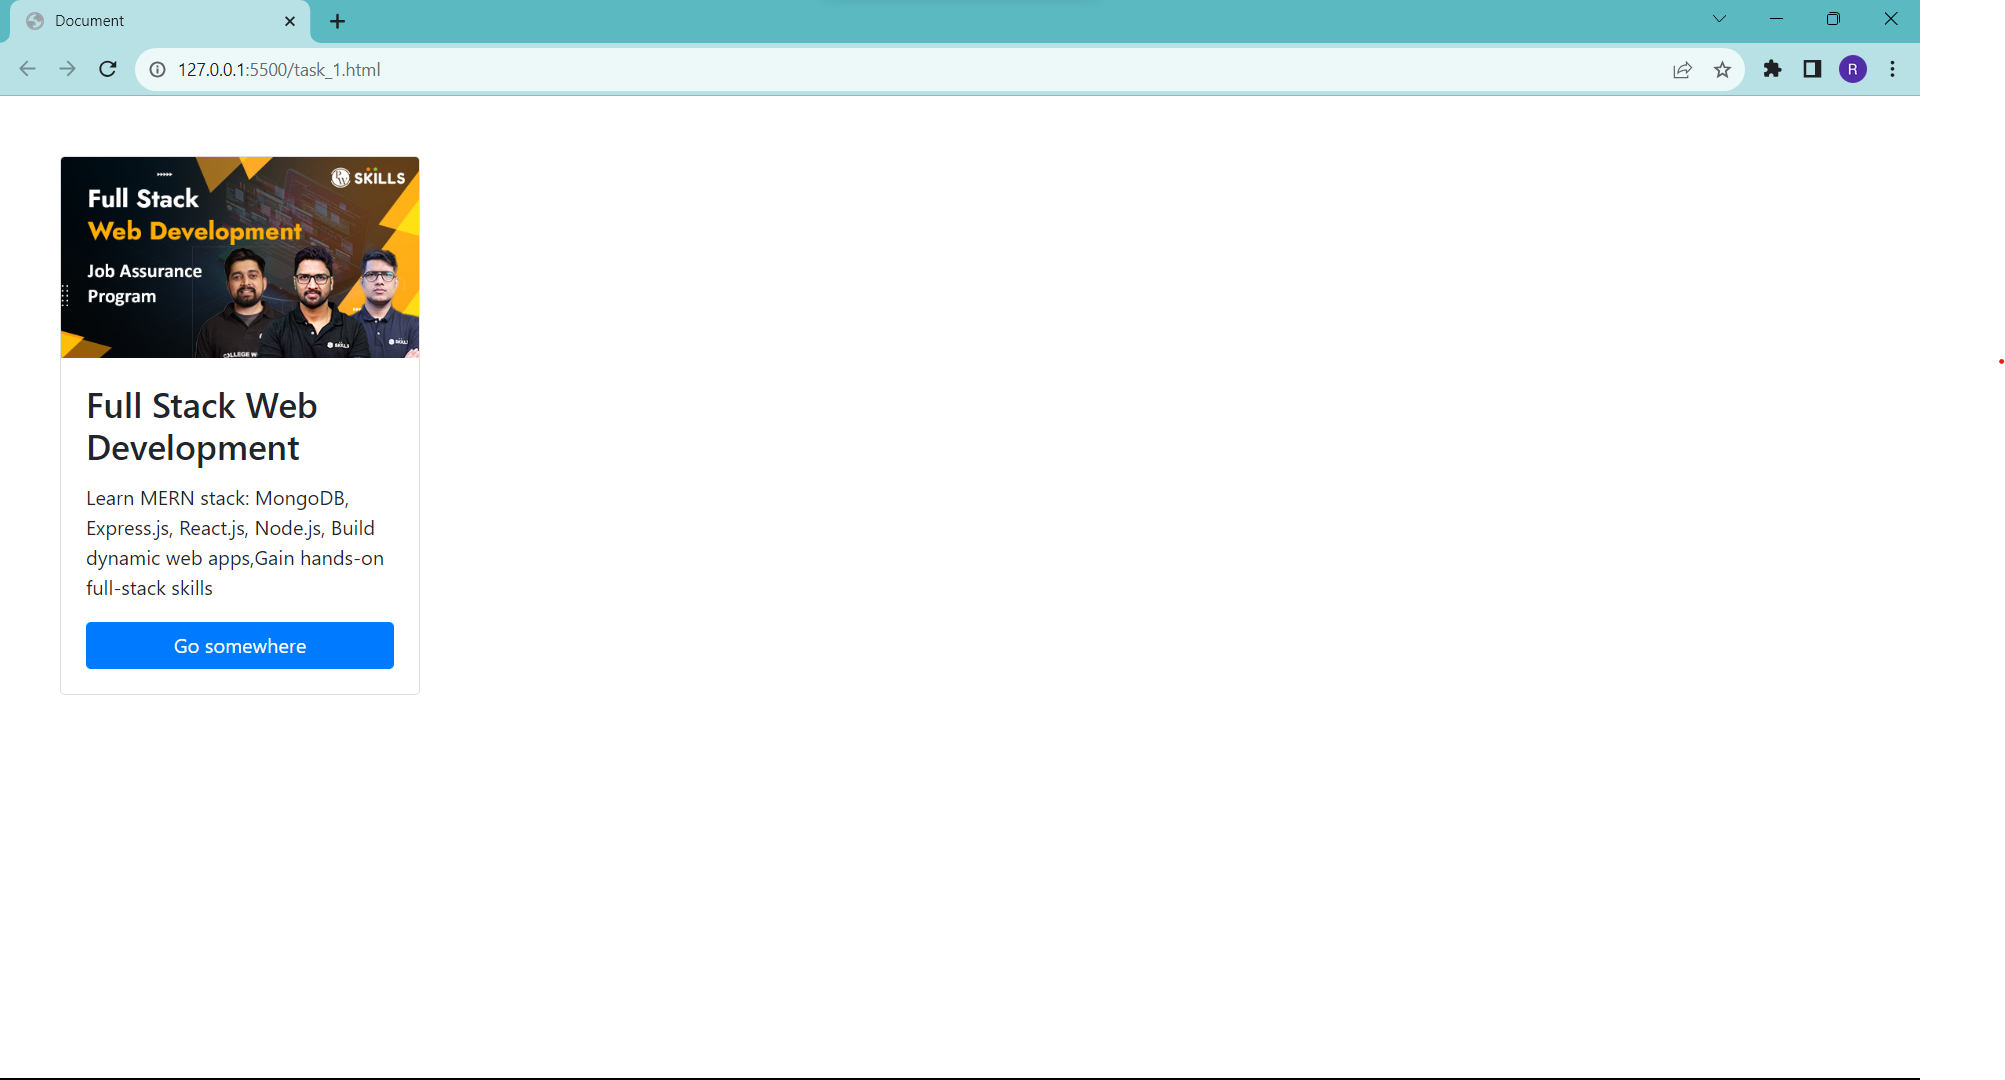 Document
127.0.0.1:5500/task_1.html
R
SKILLS
Full Stack
Web Development
Job Assurance
Program
SKILLS
SKILLS
Full Stack Web
Development
Learn MERN stack: MongoDB,
Express.js, React.js, Node.js, Build
dynamic web apps,Gain hands-on
full-stack skills
Go somewhere